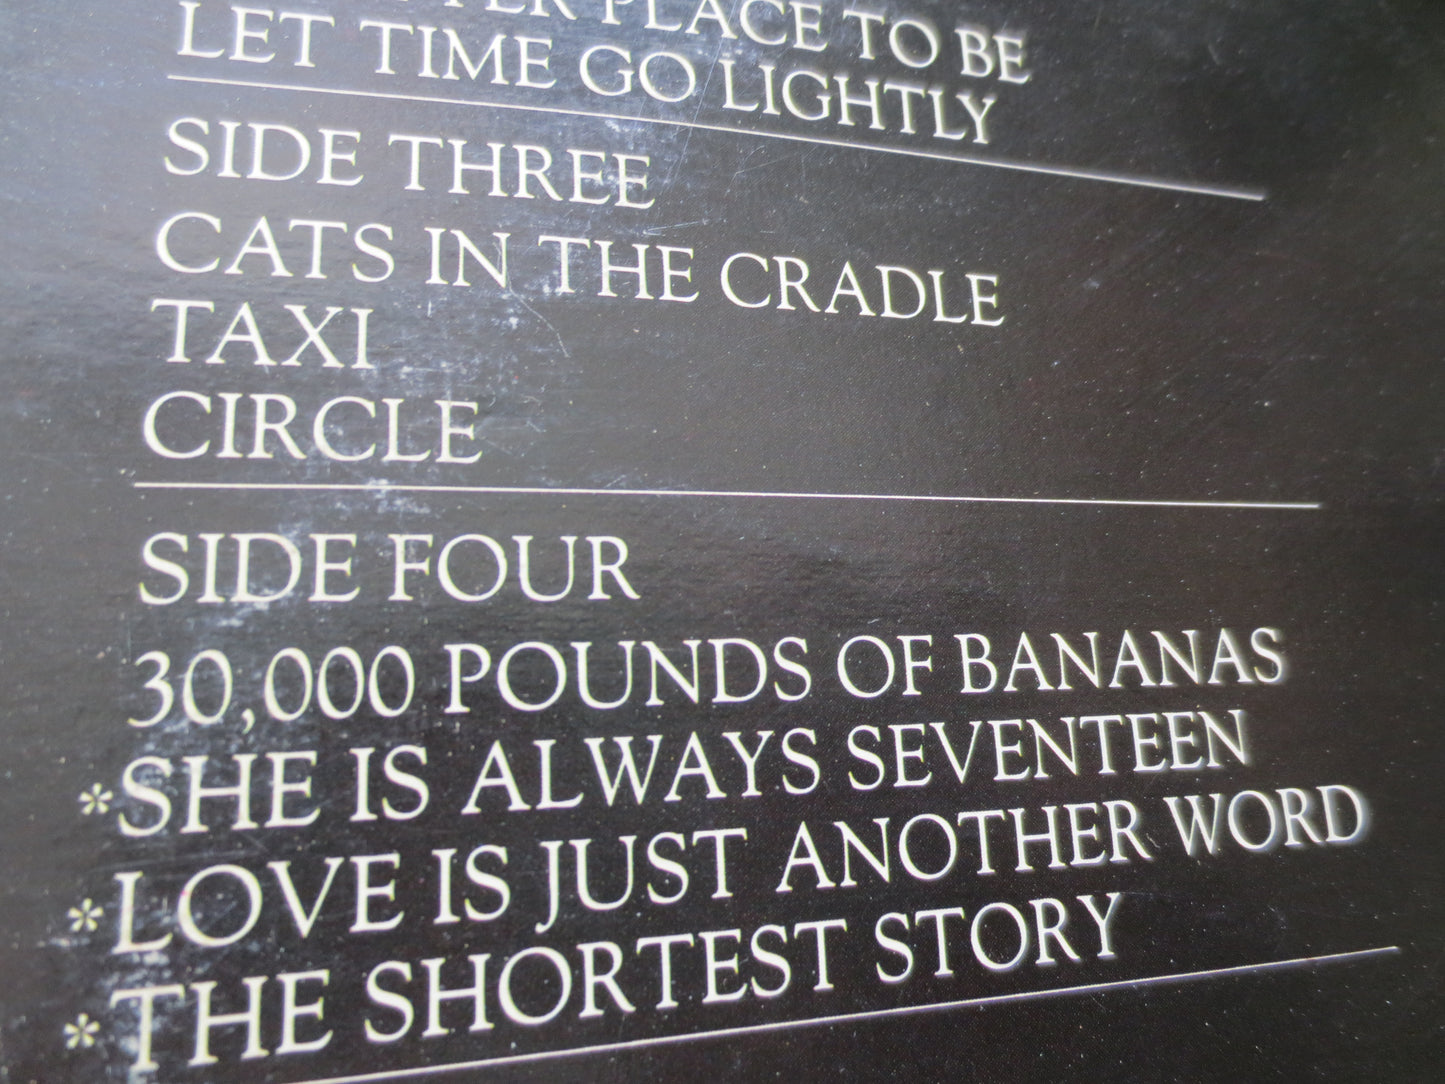 PLACE TO BE
LET TIME GO LIGHTLY
SIDE THREE
CATS IN THE CRADLE
TAXI
CIRCLE
SIDE FOUR
30,000 POUNDS OF BANANAS
*SHE IS ALWAYS SEVENTEEN
*LOVE IS JUST ANOTHER WORD
*THE SHORTEST STORY